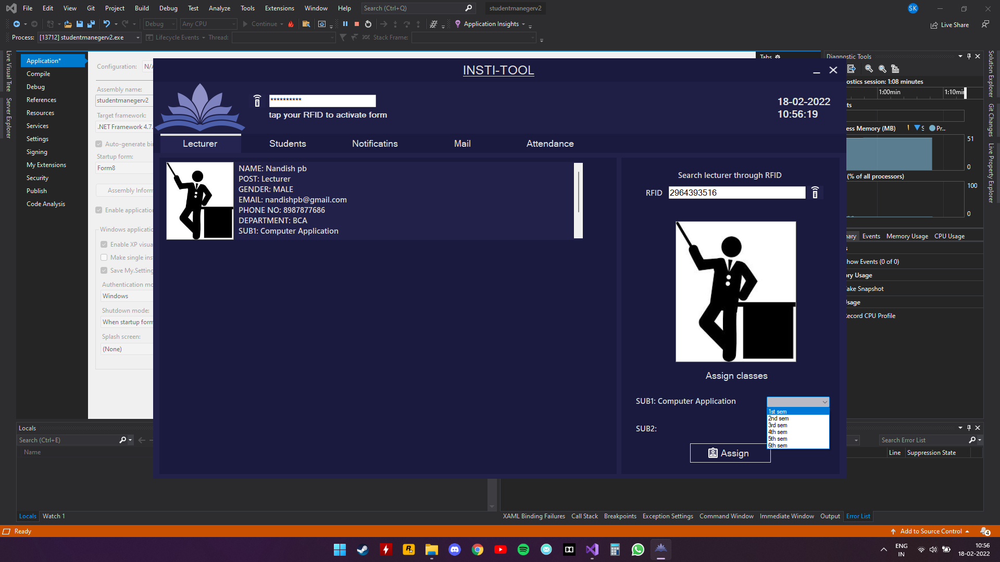 File Edit View Git Project Build Debug Test Analyze Tools Extensions Window Help Search (Ctrl+Q) studentmanegerv2 SK
Debug Any CPU Continue Application Insights Live Share
Process: [13712] studentmanegerv2.exe Lifecycle Events Thread: Stack Frame:
Live Visual Tree
Server Explorer
Application*
Compile
Debug
References
Resources
Services
Settings
Signing
My Extensions
Security
Publish
Code Analysis
Configuration: N/A
Assembly name:
studentmanegerv2
Target framework:
.NET Framework 4.7.
Auto-generate bin
Startup form:
Form8
Assembly Inform
Enable application
Windows applicatio
Enable XP visua
Make single inst
Save My.Setting
Authentication mo
Windows
Shutdown mode:
When startup form
Splash screen:
(None)
Tabs
INSTI-TOOL
**********
tap your RFID to activate form
18-02-2022
10:56:19
Lecturer Students Notificatins Mail Attendance
NAME: Nandish pb
POST: Lecturer
GENDER: MALE
EMAIL: nandishpb@gmail.com
PHONE NO: 8987877686
DEPARTMENT: BCA
SUB1: Computer Application
Search lecturer through RFID
RFID 2964393516
Assign classes
SUB1: Computer Application
1st sem
2nd sem
3rd sem
4th sem
5th sem
6th sem
SUB2:
Assign
Diagnostic Tools
ostics session: 1:08 minutes
1:00min 1:10min
ts
ess Memory (MB) S Pr...
51
0
(% of all processors)
100
0
nary Events Memory Usage CPU Usage
s
how Events (0 of 0)
ory Usage
ake Snapshot
Jsage
ecord CPU Profile
Solution Explorer
Git Changes
Live Property Explorer
Locals
Search (Ctrl+E)
Name
Locals Watch 1
Search Error List
Line Suppression State
XAML Binding Failures Call Stack Breakpoints Exception Settings Command Window Immediate Window Output Error List
Ready Add to Source Control 4
ENG
IN
10:56
18-02-2022